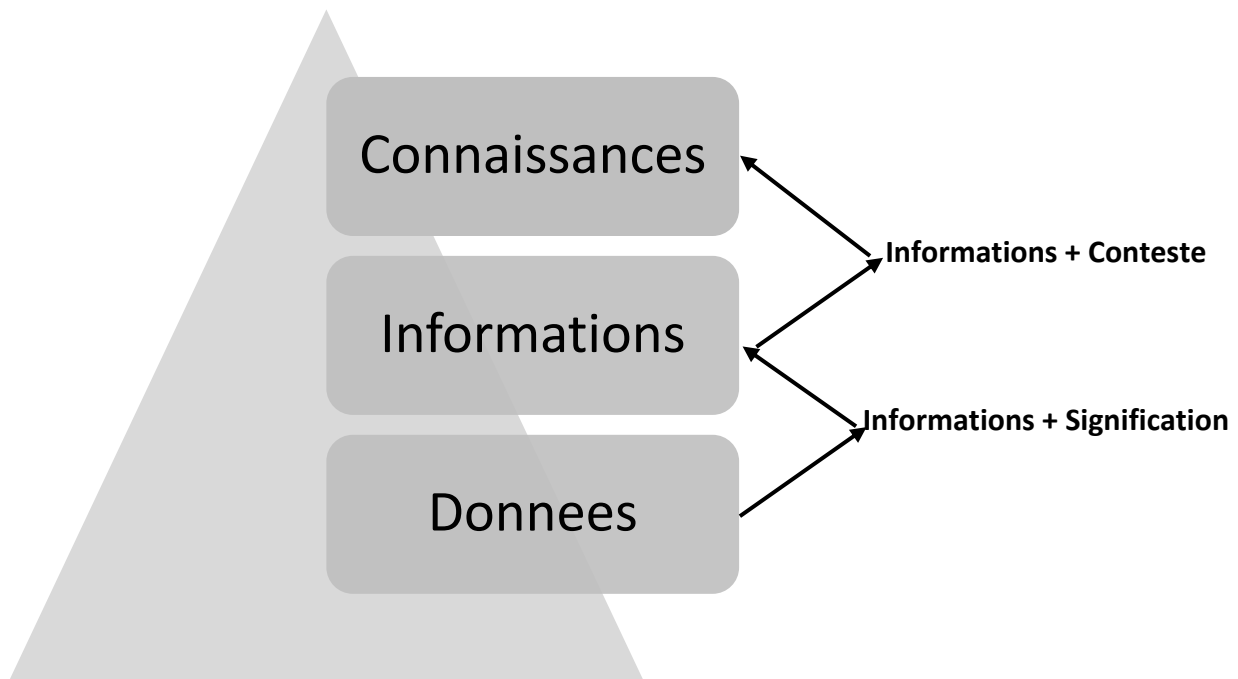 Connaissances
Informations + Conteste
Informations
Informations + Signification
Donnees